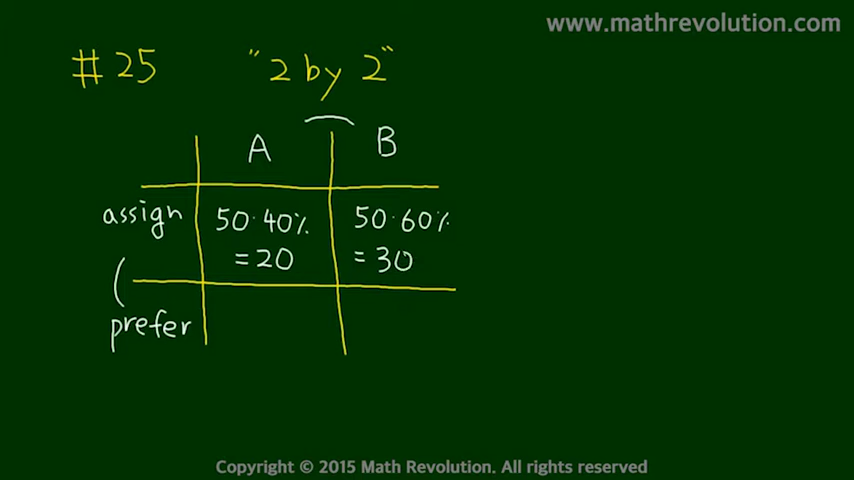 www.mathrevolution.com
#25 "2 by 2"
A B
assign 50·40% 50·60%
=20 =30
prefer
Copyright © 2015 Math Revolution. All rights reserved